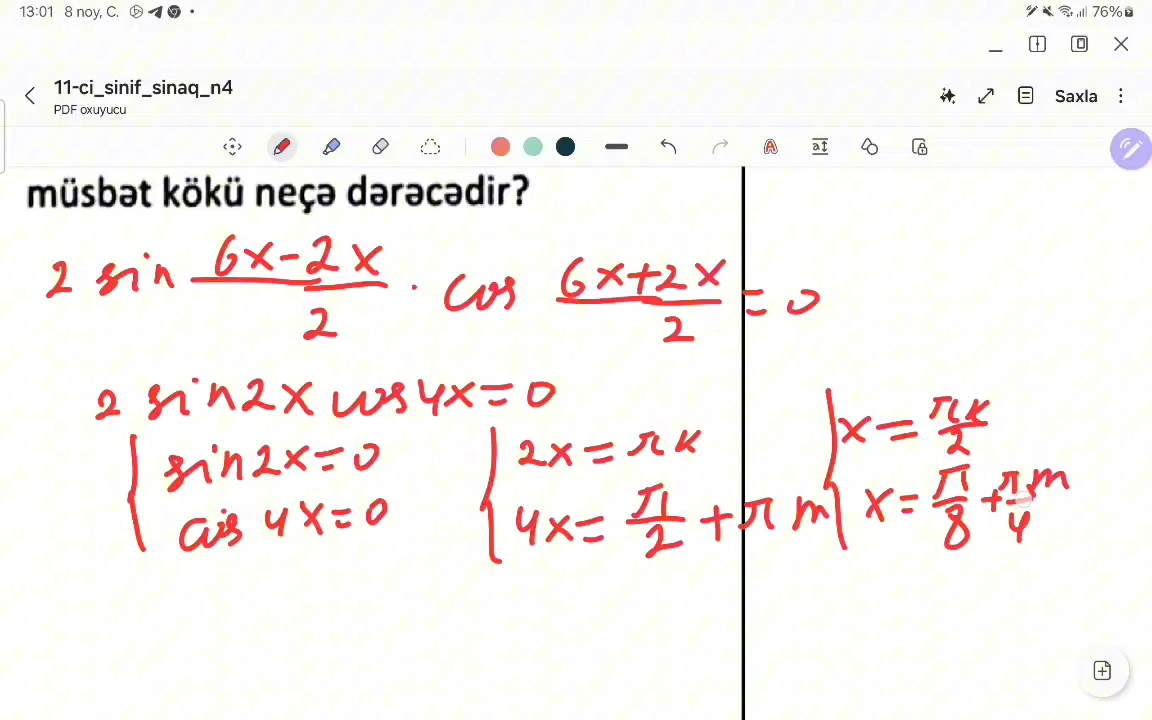 13:01 8 noy, C. 76%
11-ci_sinif_sinaq_n4
PDF oxuyucu
Saxla
müsbət kökü neçə dərəcədir?
2 sin (6x-2x)/2 · cos (6x+2x)/2 = 0
2 sin2x cos4x=0
sin2x=0 2x=πk x=πk/2
cos 4x=0 4x=π/2+πm x=π/8+πm/4